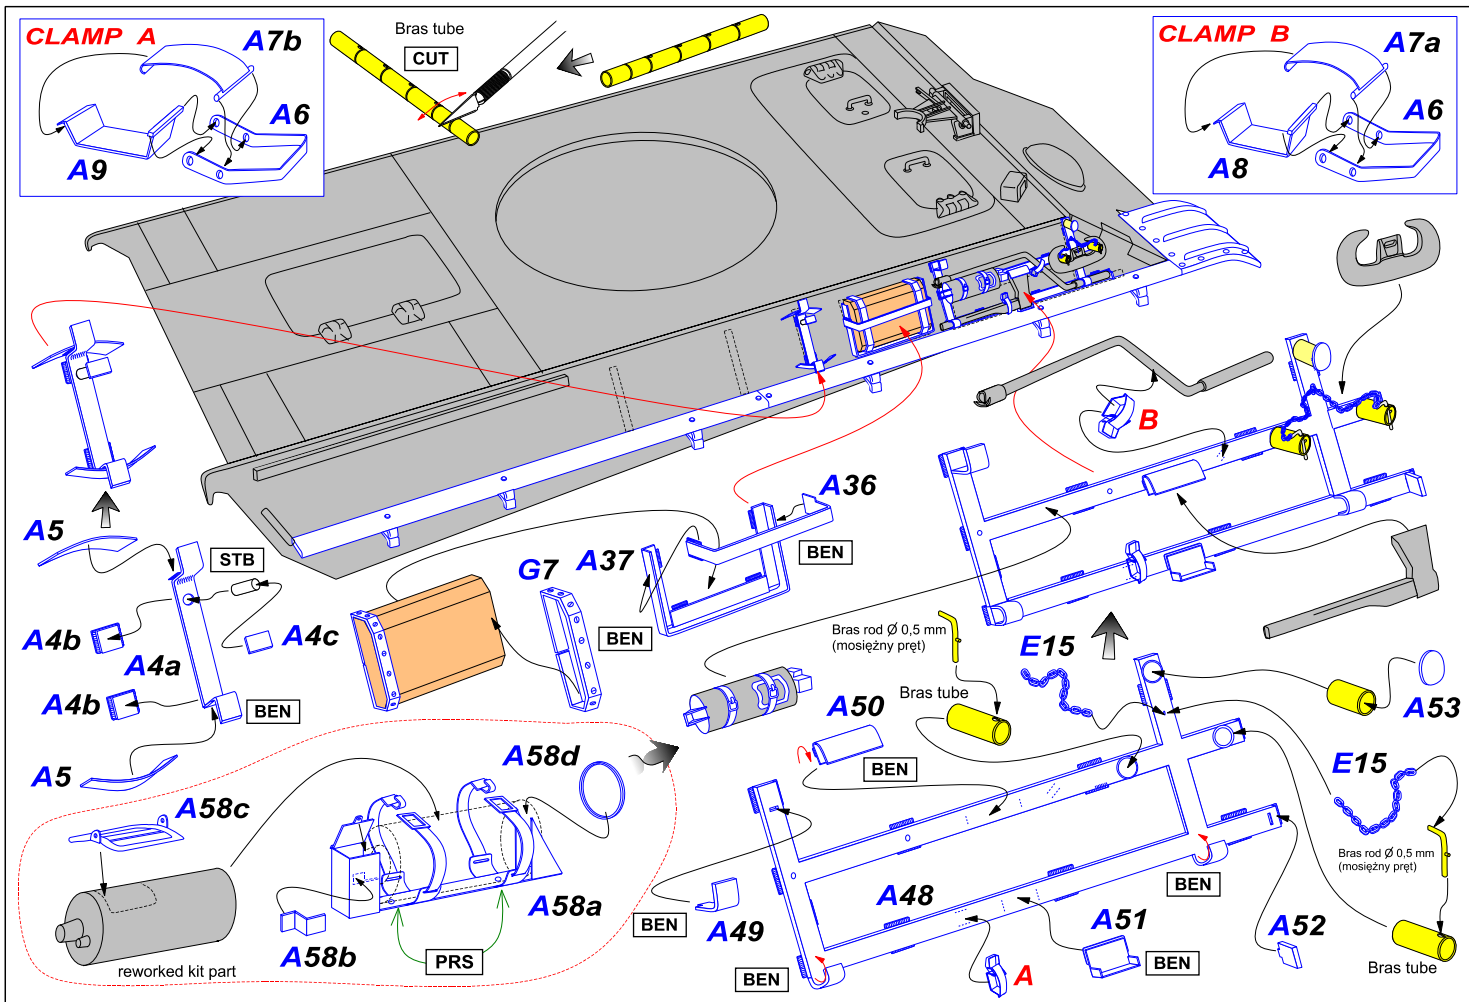 CLAMP A
A7b
A6
A9
Bras tube
CUT
CLAMP B
A7a
A6
A8
B
A5
STB
A4b
A4a
A4c
A4b
BEN
A5
G7
A37
BEN
A36
BEN
Bras rod Ø 0,5 mm
(mosiężny pręt)
Bras tube
E15
A53
A50
BEN
A58d
A58c
A58a
A58b
PRS
reworked kit part
BEN
A49
A48
BEN
A
A51
BEN
BEN
A52
E15
Bras rod Ø 0,5 mm
(mosiężny pręt)
Bras tube